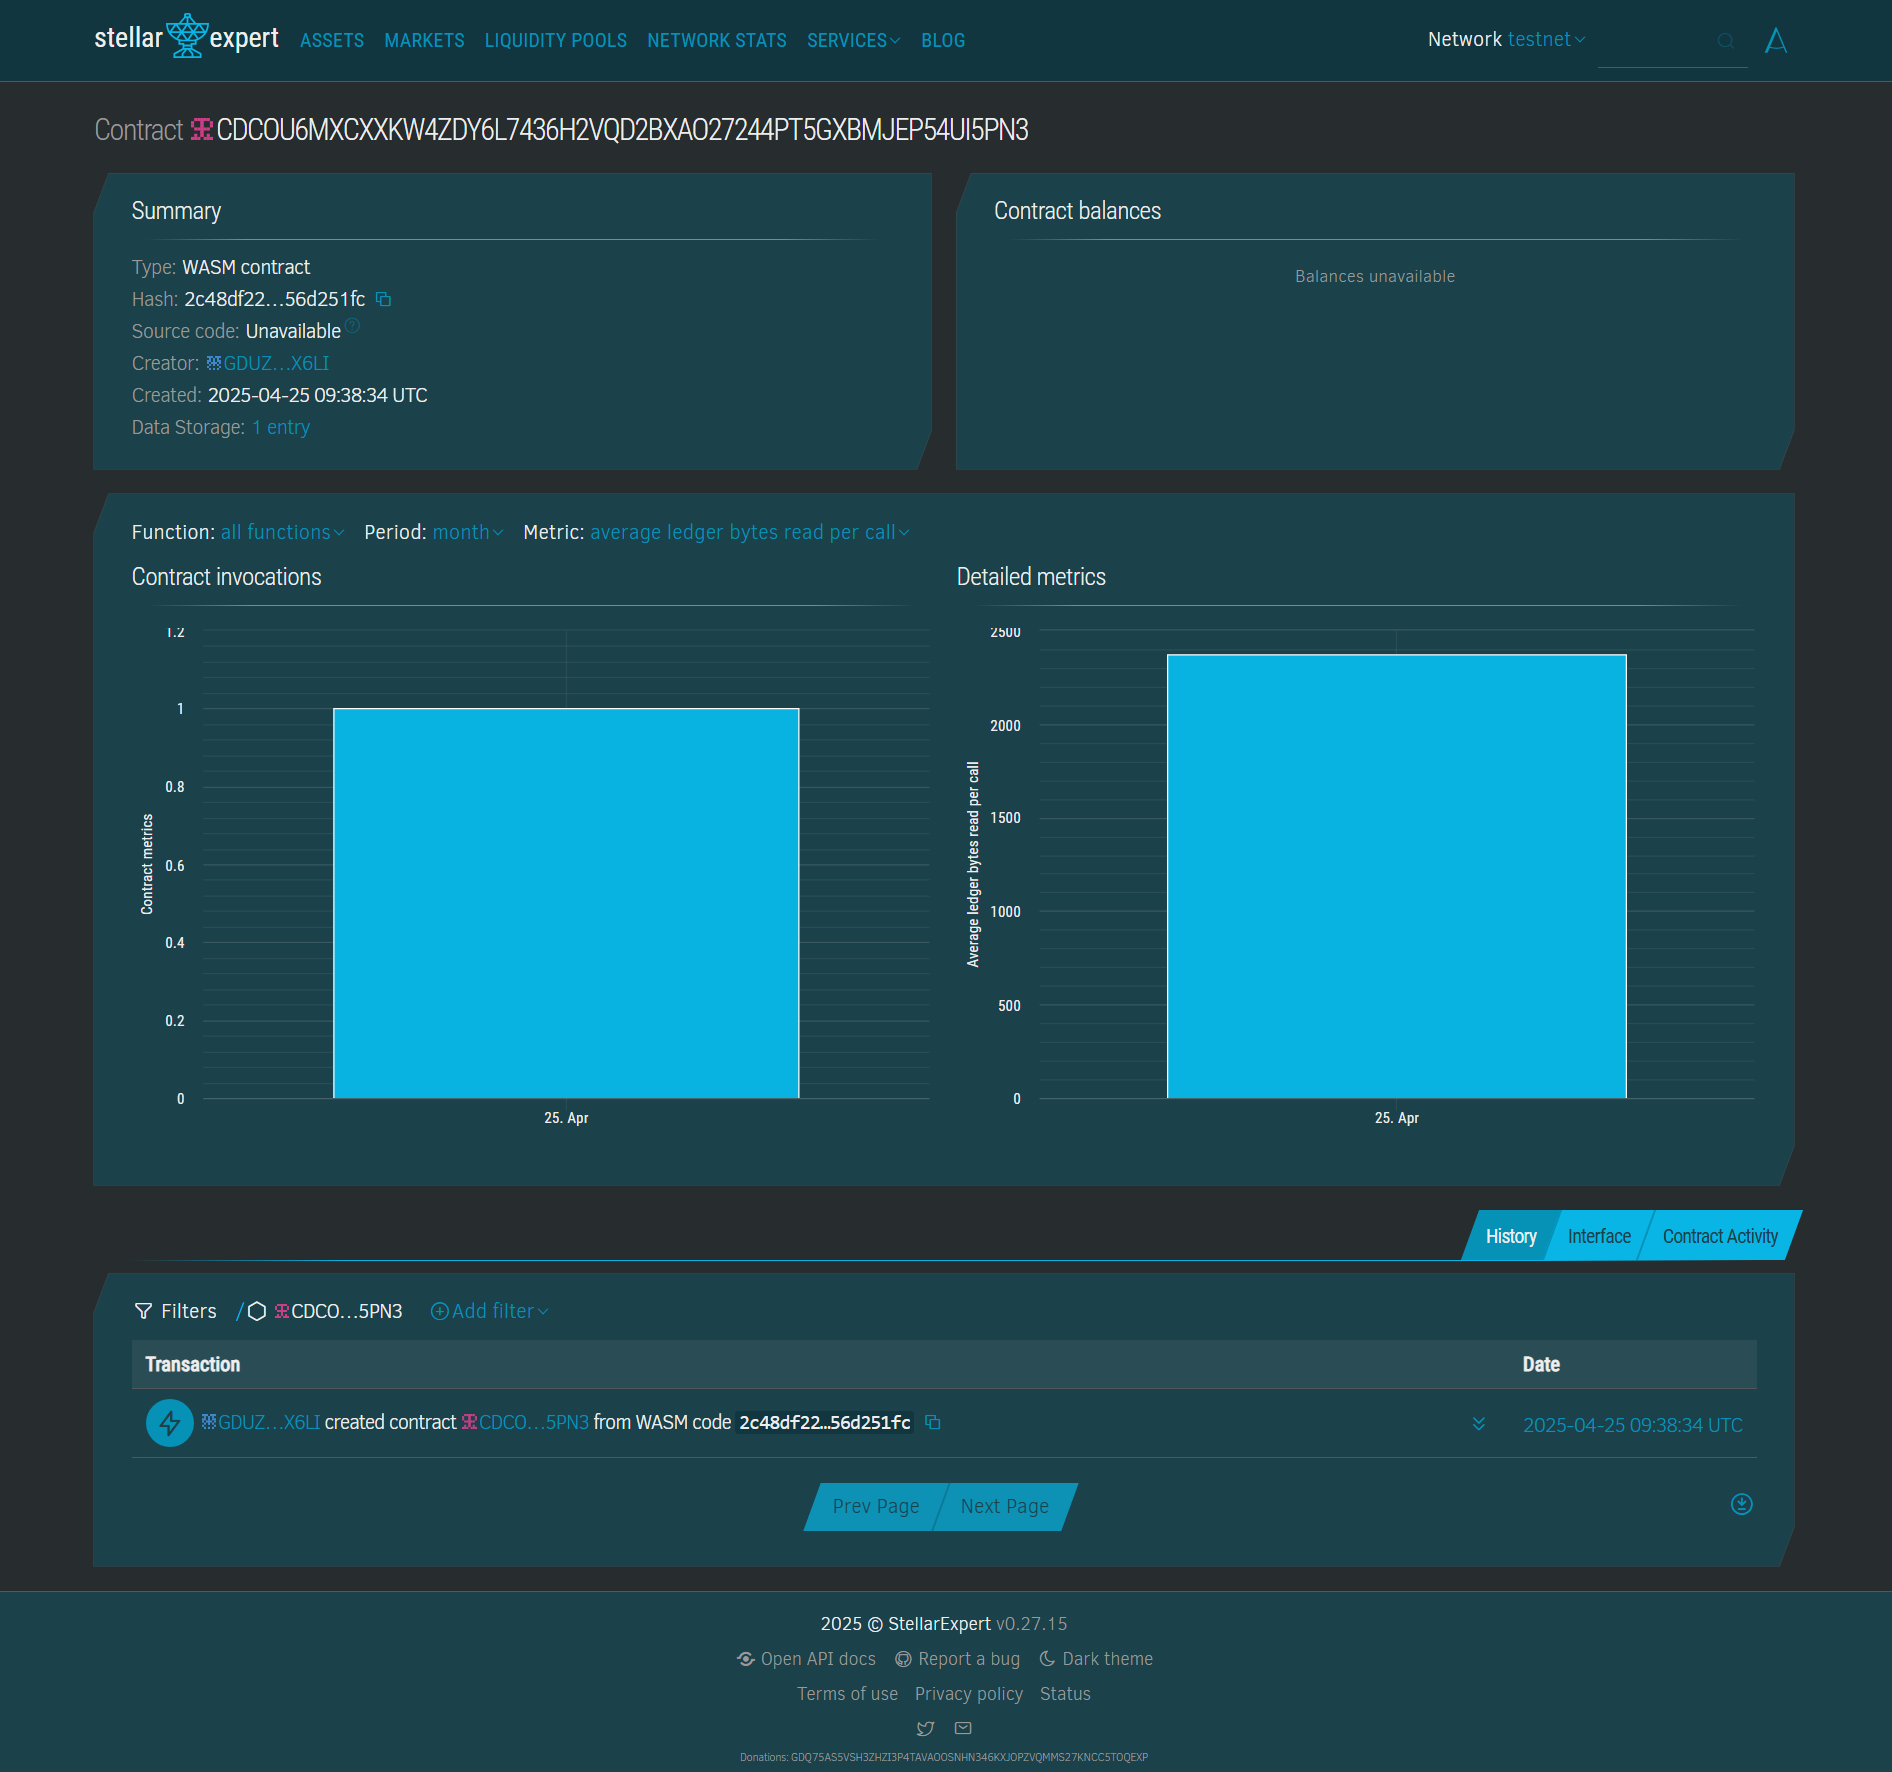 stellar expert ASSETS MARKETS LIQUIDITY POOLS NETWORK STATS SERVICES BLOG Network testnet
Contract CDCOU6MXCXXKW4ZDY6L7436H2VQD2BXAO27244PT5GXBMJEP54UI5PN3
Summary
Type: WASM contract
Hash: 2c48df22…56d251fc
Source code: Unavailable
Creator: GDUZ…X6LI
Created: 2025-04-25 09:38:34 UTC
Data Storage: 1 entry
Contract balances
Balances unavailable
Function: all functions Period: month Metric: average ledger bytes read per call
Contract invocations
1.2
1
0.8
0.6
0.4
0.2
0
Contract metrics
25. Apr
Detailed metrics
2500
2000
1500
1000
500
0
Average ledger bytes read per call
25. Apr
History Interface Contract Activity
Filters / CDCO…5PN3 Add filter
Transaction Date
GDUZ…X6LI created contract CDCO…5PN3 from WASM code 2c48df22…56d251fc 2025-04-25 09:38:34 UTC
Prev Page Next Page
2025 © StellarExpert v0.27.15
Open API docs Report a bug Dark theme
Terms of use Privacy policy Status
Donations: GDQ75AS5VSH3ZHZI3P4TAVAOOSNHN346KXJOPZVQMMS27KNCC5TOQEXP